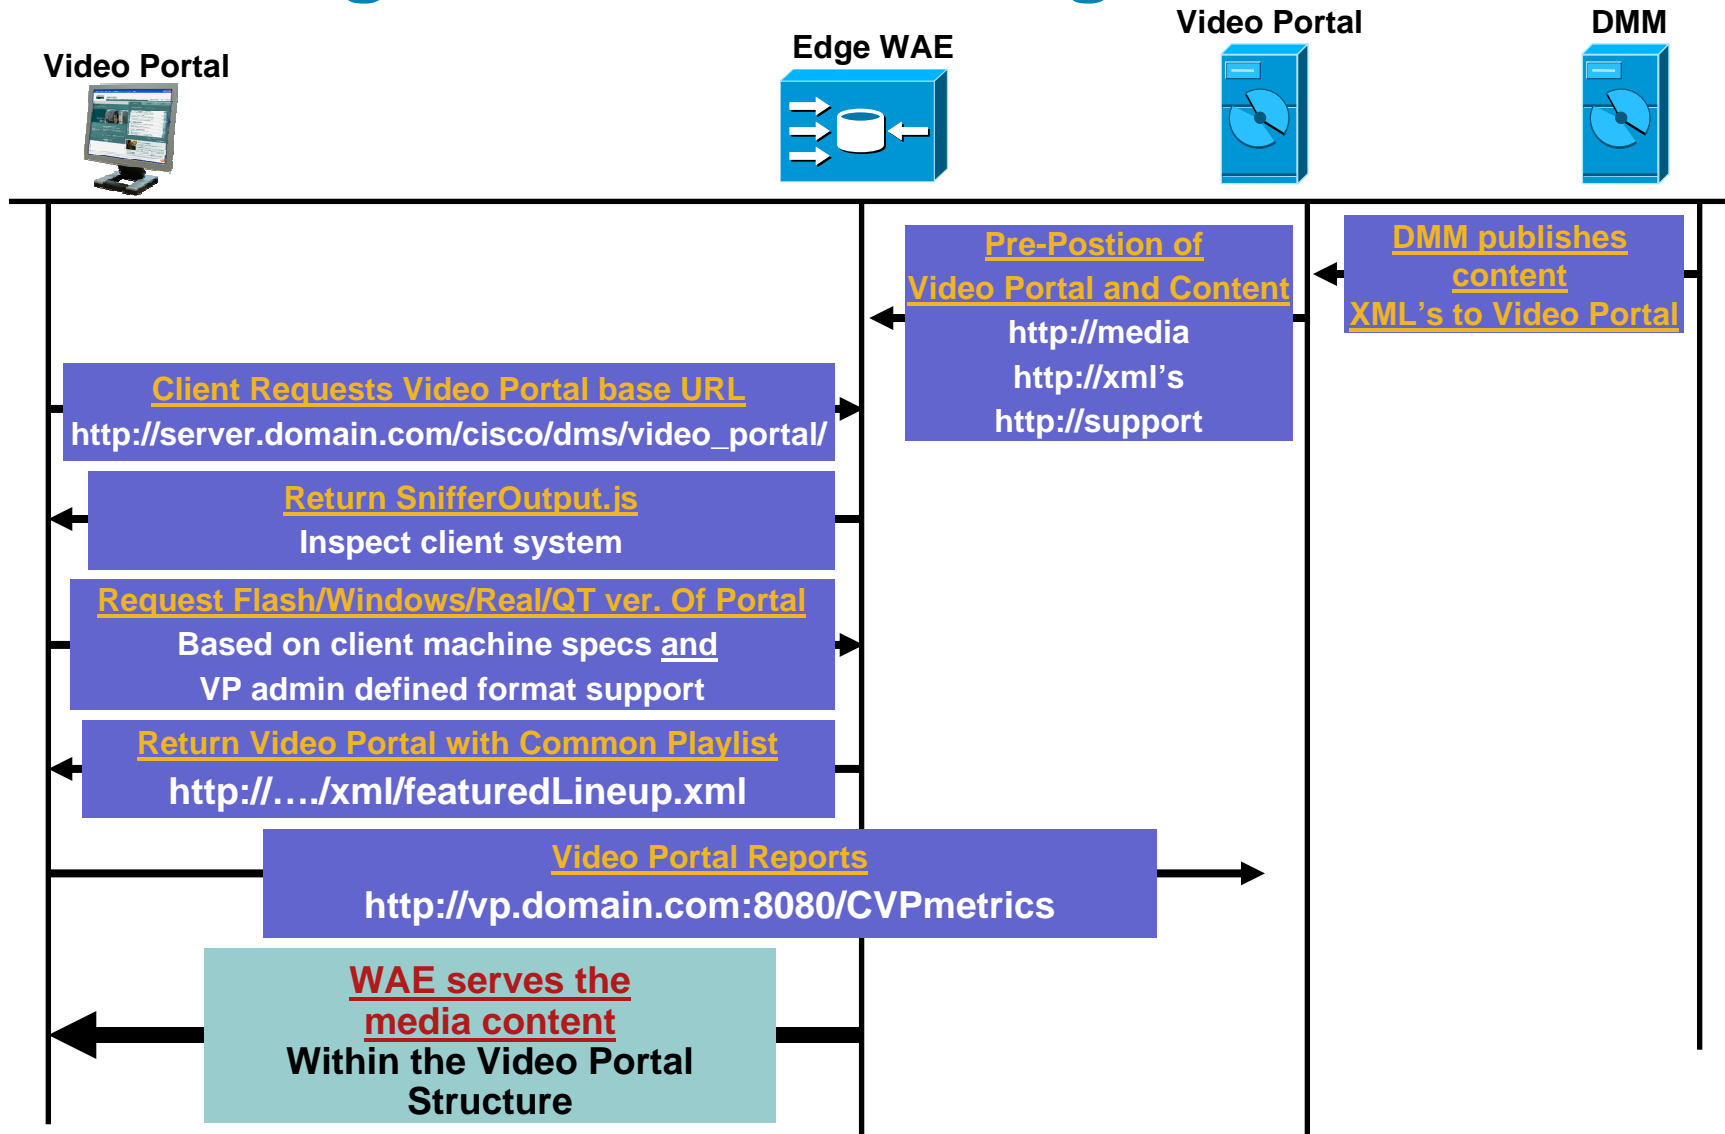 Video Portal
Edge WAE
Video Portal
DMM
DMM publishes
content
XML's to Video Portal
Pre-Postion of
Video Portal and Content
http://media
http://xml's
http://support
Client Requests Video Portal base URL
http://server.domain.com/cisco/dms/video_portal/
Return SnifferOutput.js
Inspect client system
Request Flash/Windows/Real/QT ver. Of Portal
Based on client machine specs and
VP admin defined format support
Return Video Portal with Common Playlist
http://…./xml/featuredLineup.xml
Video Portal Reports
http://vp.domain.com:8080/CVPmetrics
WAE serves the
media content
Within the Video Portal
Structure